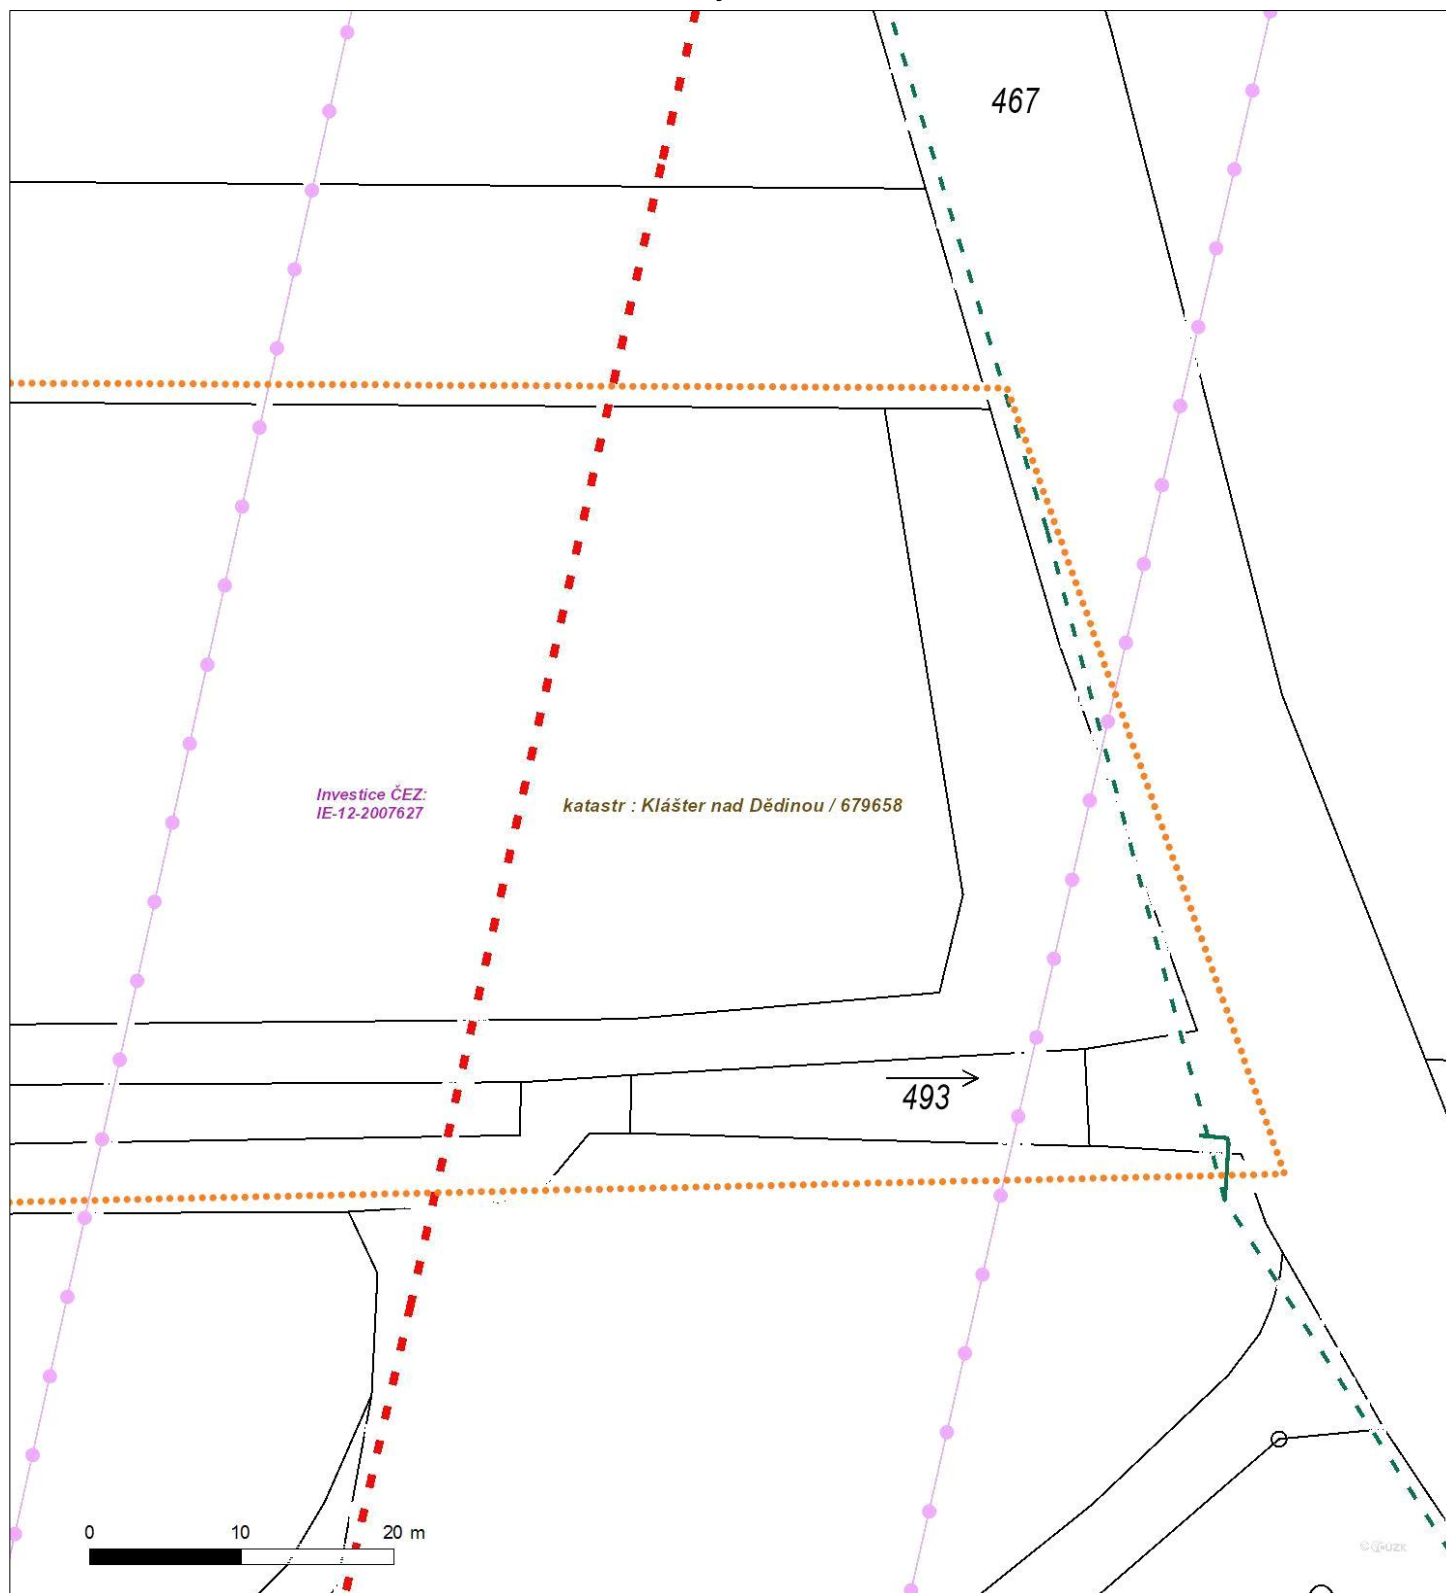 467
Investice ČEZ:
IE-12-2007627
katastr : Klášter nad Dědinou / 679658
493
0 10 20 m